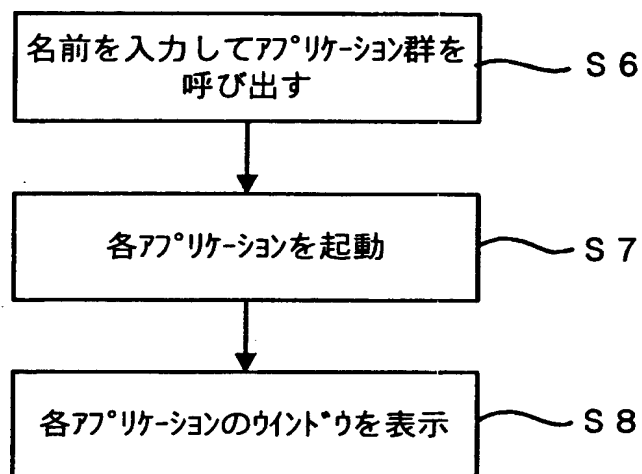 名前を入力してｱﾌﾟﾘｹｰｼｮﾝ群を
呼び出す
S 6
各ｱﾌﾟﾘｹｰｼｮﾝを起動
S 7
各ｱﾌﾟﾘｹｰｼｮﾝのｳｲﾝﾄﾞｳを表示
S 8